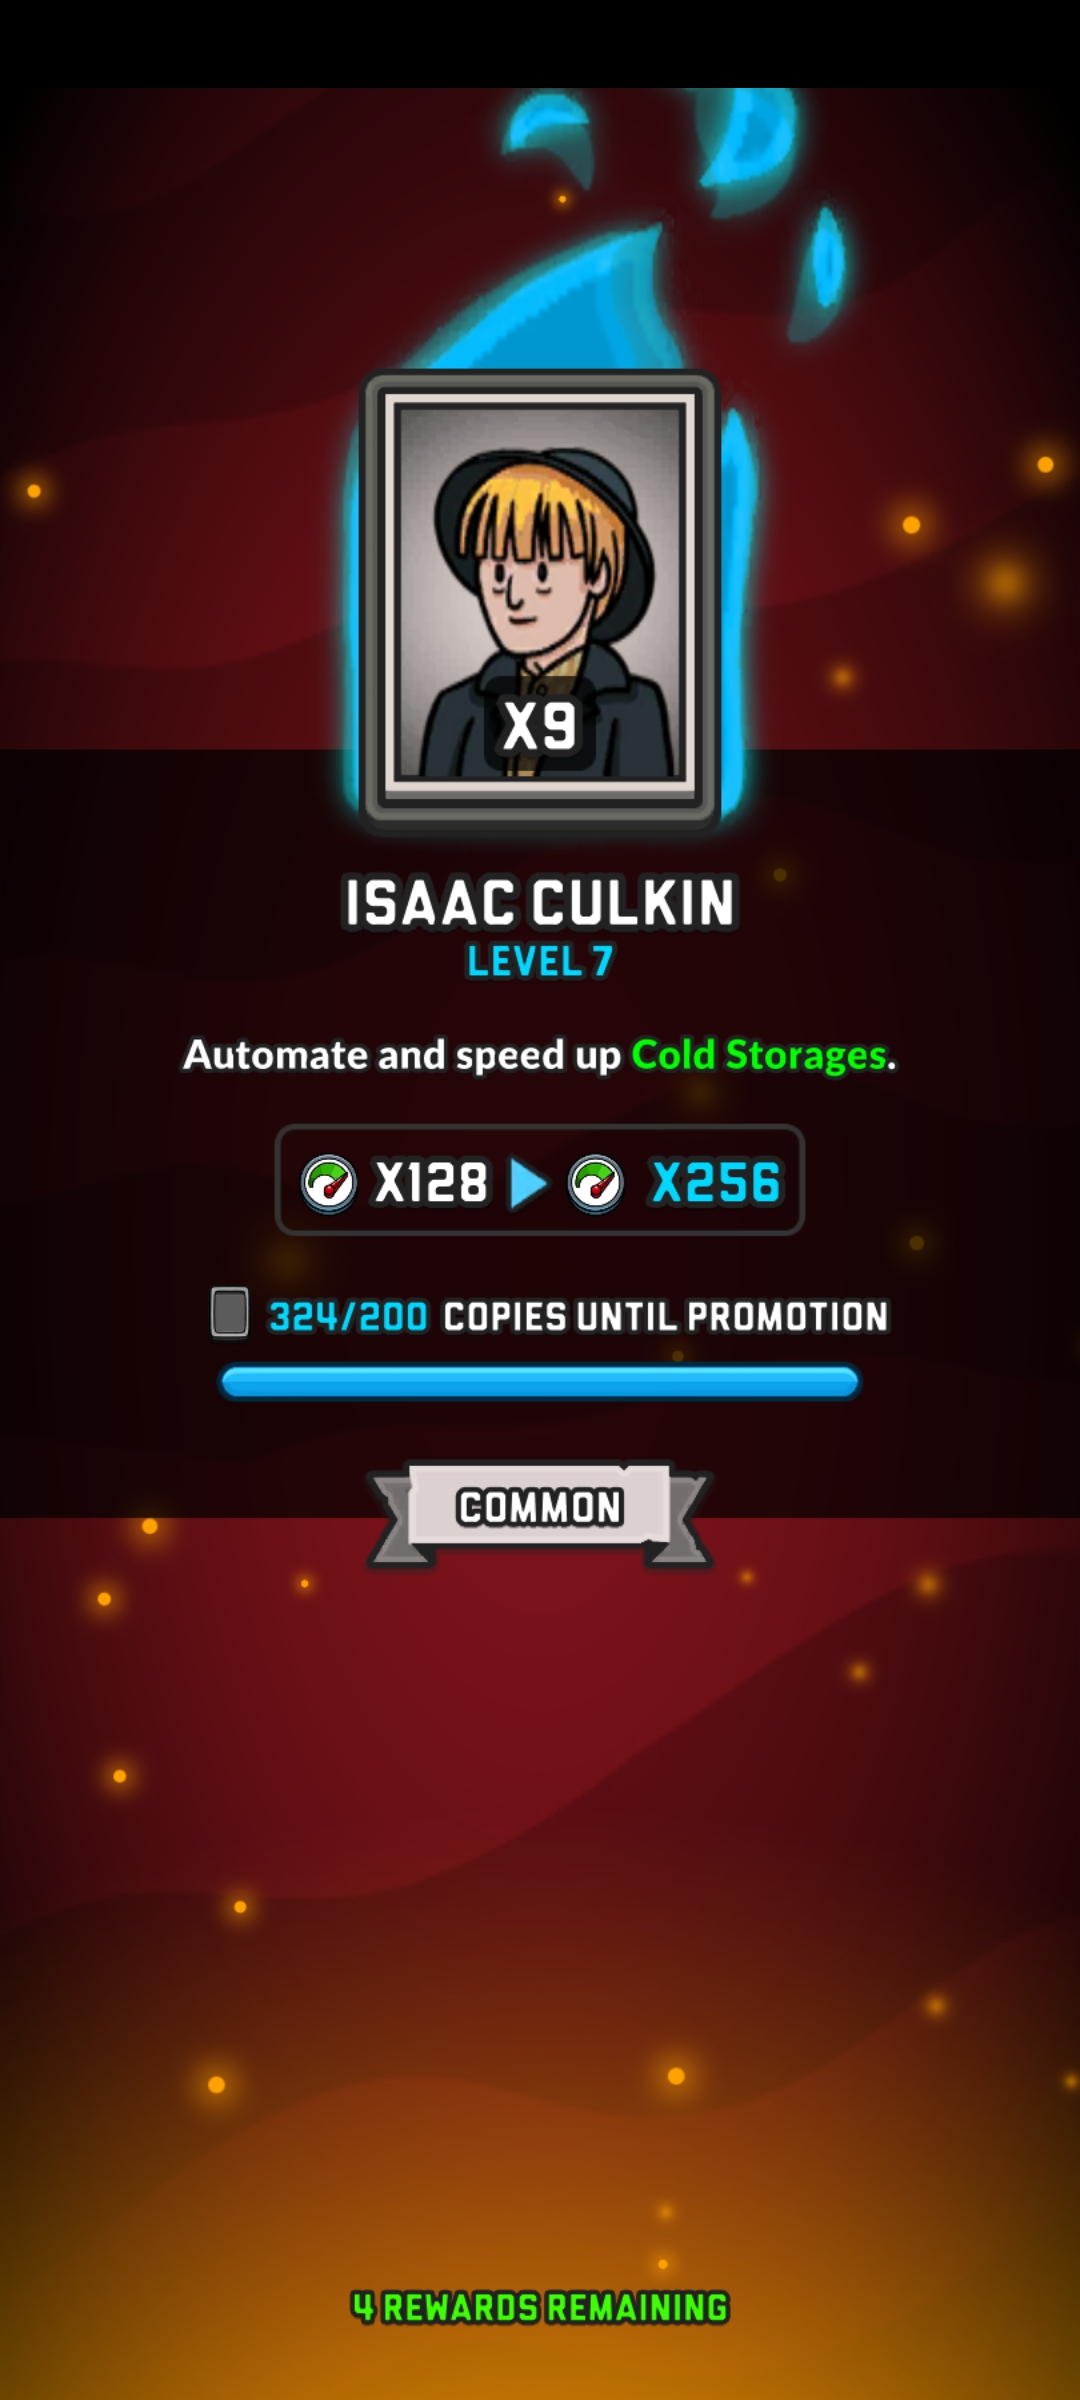 X9
ISAAC CULKIN
LEVEL 7
Automate and speed up Cold Storages.
X128 X256
324/200 COPIES UNTIL PROMOTION
COMMON
4 REWARDS REMAINING